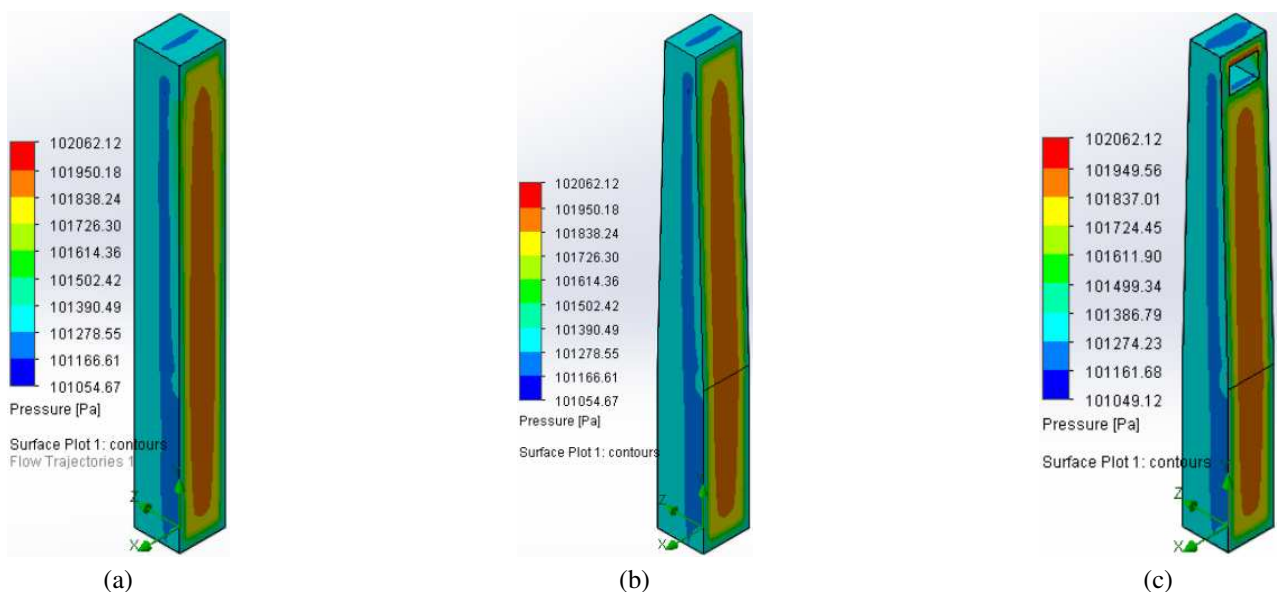 102062.12
101950.18
101838.24
101726.30
101614.36
101502.42
101390.49
101278.55
101166.61
101054.67
Pressure [Pa]
Surface Plot 1: contours
Flow Trajectories 1
Y
Z
X
(a)
102062.12
101950.18
101838.24
101726.30
101614.36
101502.42
101390.49
101278.55
101166.61
101054.67
Pressure [Pa]
Surface Plot 1: contours
Y
Z
X
(b)
102062.12
101949.56
101837.01
101724.45
101611.90
101499.34
101386.79
101274.23
101161.68
101049.12
Pressure [Pa]
Surface Plot 1: contours
Y
Z
X
(c)